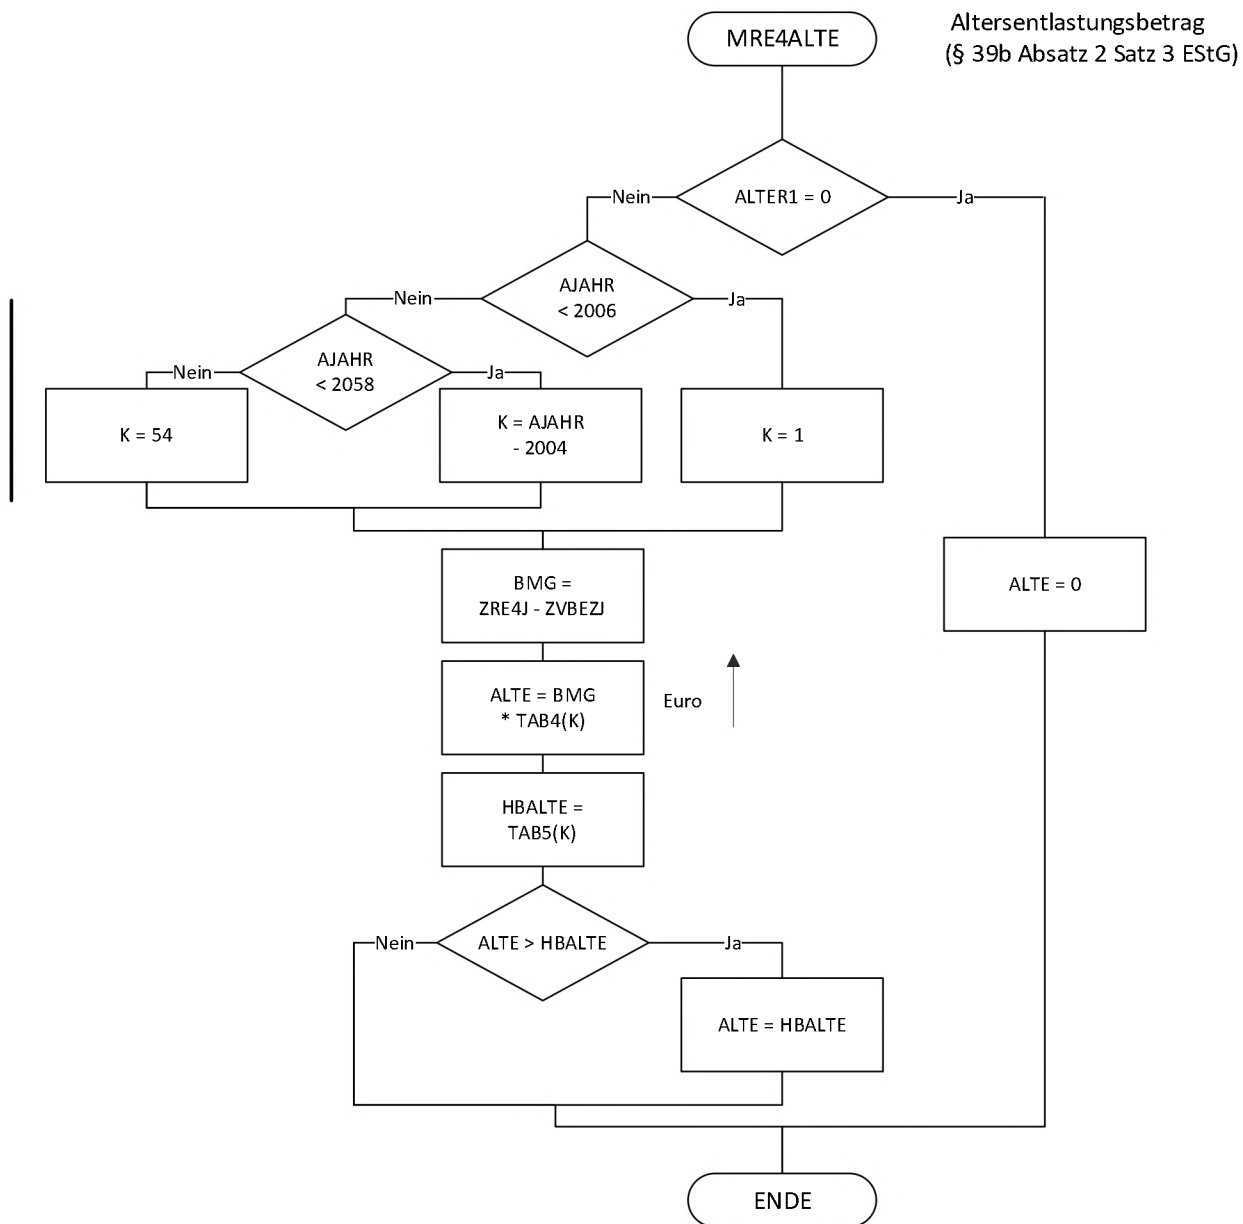 MRE4ALTE
Altersentlastungsbetrag
(§ 39b Absatz 2 Satz 3 EStG)
Nein
ALTER1 = 0
Ja
Nein
AJAHR
< 2006
Ja
Nein
AJAHR
< 2058
Ja
K = 54
K = AJAHR
- 2004
K = 1
BMG =
ZRE4J - ZVBEZJ
ALTE = 0
ALTE = BMG
* TAB4(K)
Euro
HBALTE =
TAB5(K)
Nein
ALTE > HBALTE
Ja
ALTE = HBALTE
ENDE